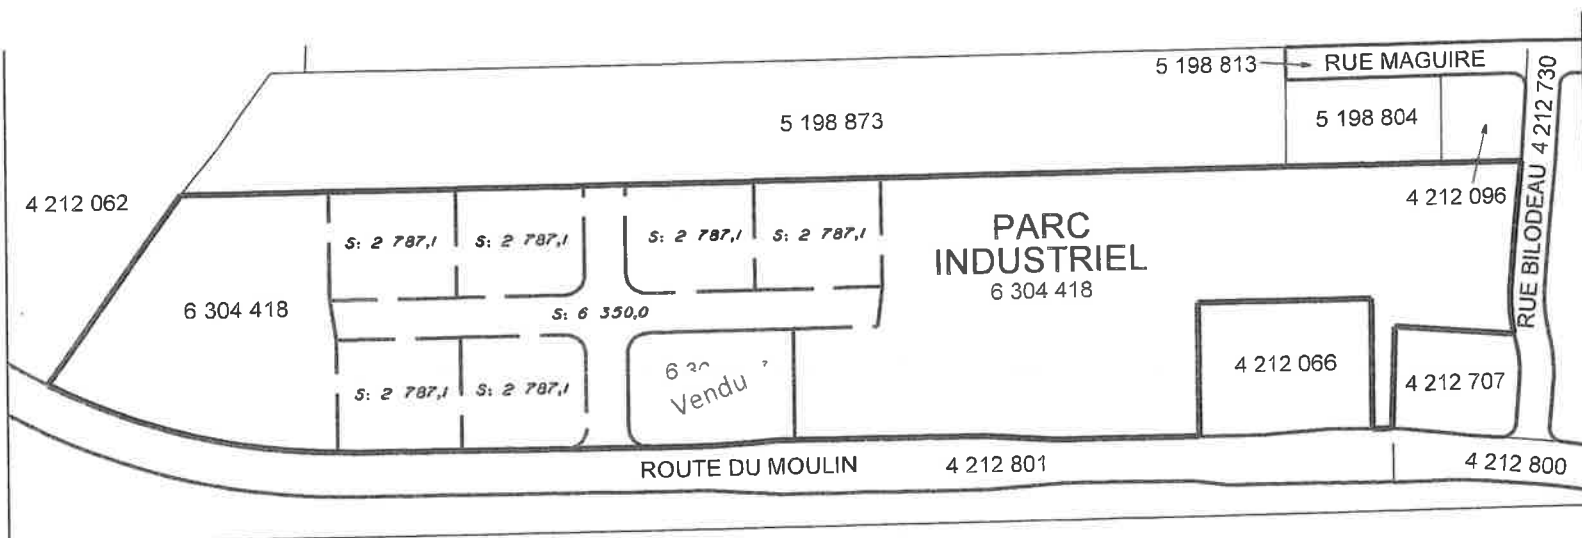 5 198 813
RUE MAGUIRE
5 198 873
5 198 804
RUE BILODEAU 4 212 730
4 212 062
4 212 096
S: 2 787,1
S: 2 787,1
S: 2 787,1
S: 2 787,1
PARC
INDUSTRIEL
6 304 418
6 304 418
S: 6 350,0
4 212 066
4 212 707
S: 2 787,1
S: 2 787,1
Vendu
ROUTE DU MOULIN
4 212 801
4 212 800